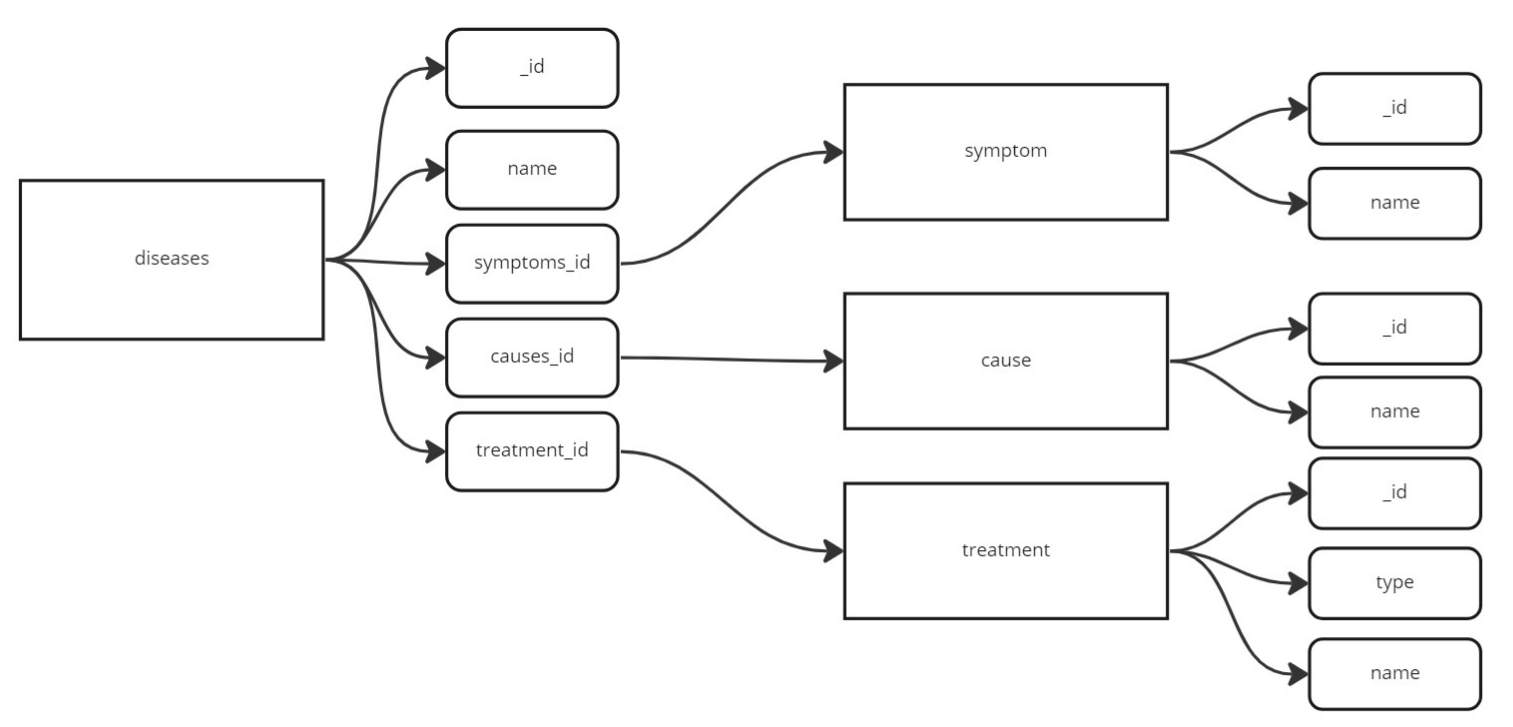 diseases
_id
name
symptoms_id
causes_id
treatment_id
symptom
_id
name
cause
_id
name
treatment
_id
type
name